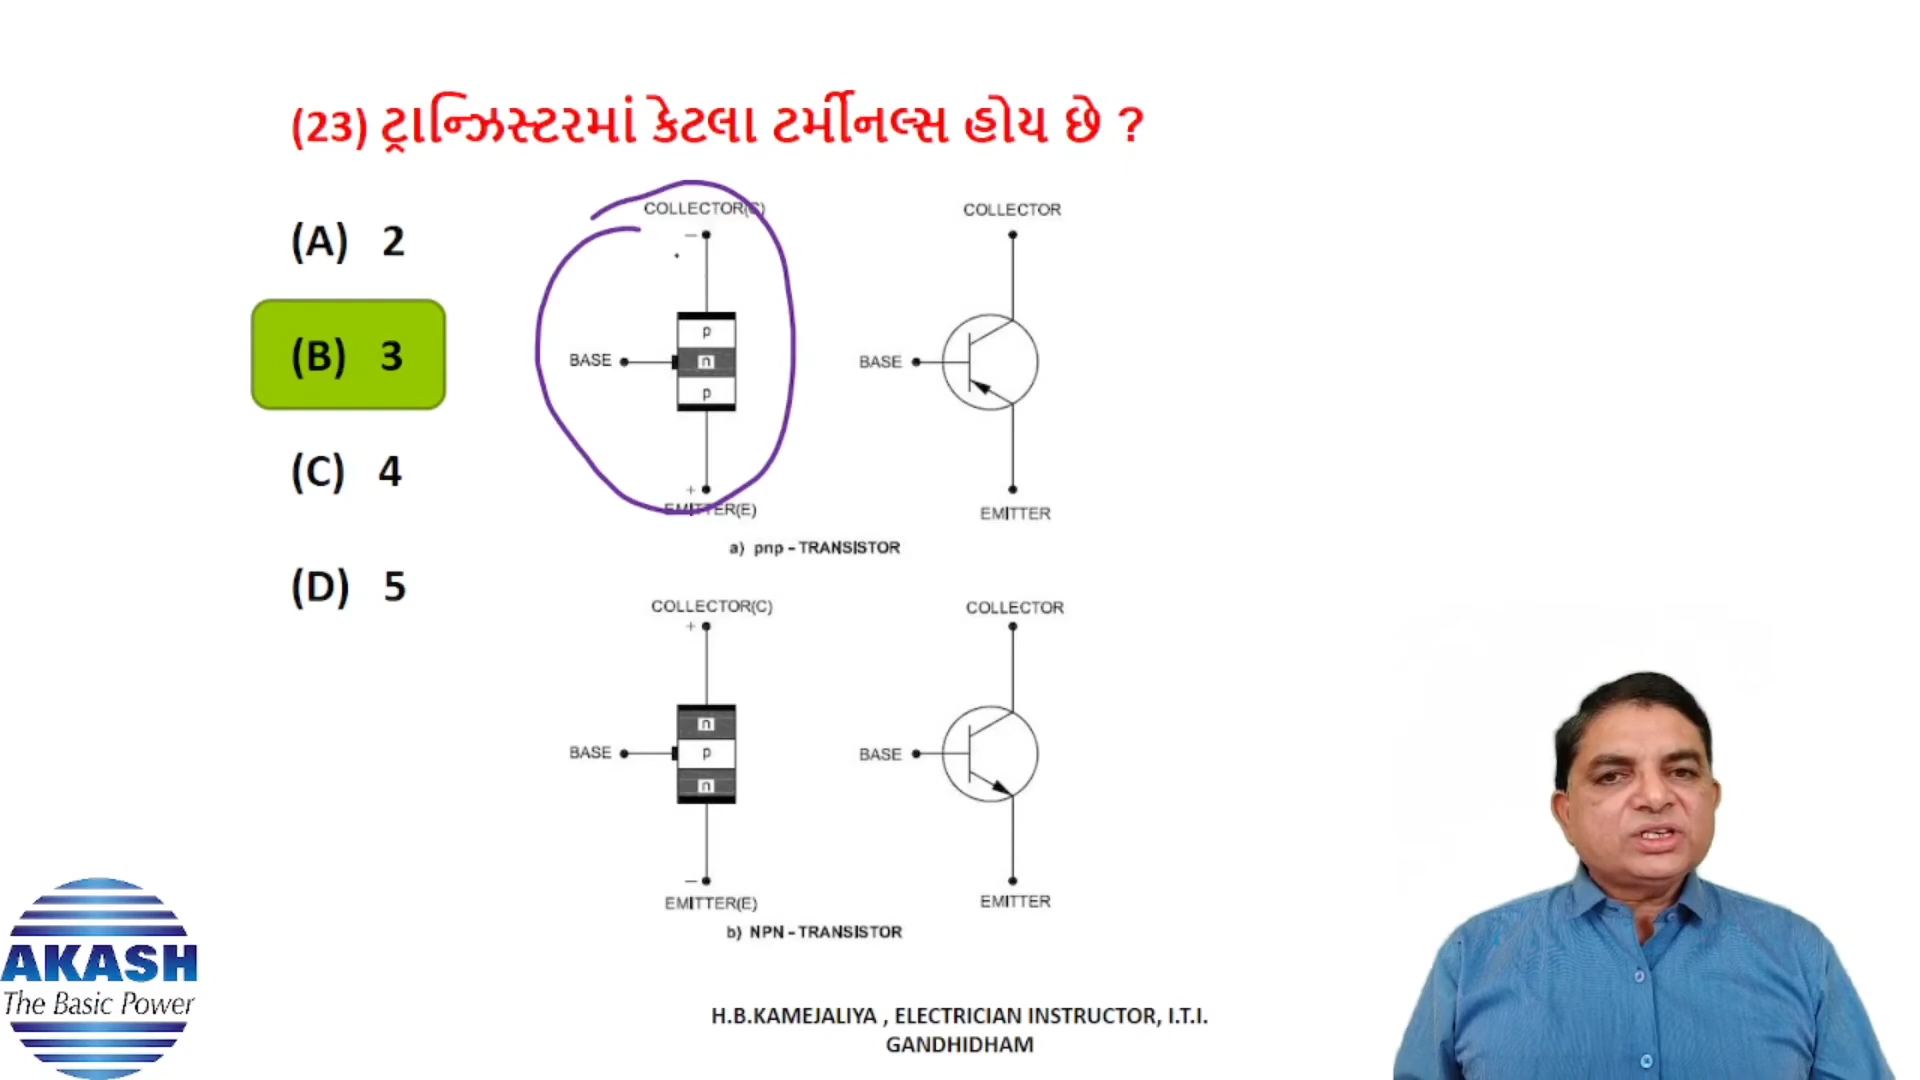 (23) ટ્રાન્ઝિસ્ટરમાં કેટલા ટર્મીનલ્સ હોય છે ?
(A) 2
(B) 3
(C) 4
(D) 5
COLLECTOR(C)
–
p
BASE
n
p
+
EMITTER(E)
COLLECTOR
BASE
EMITTER
a) pnp – TRANSISTOR
COLLECTOR(C)
+
n
BASE
p
n
–
EMITTER(E)
COLLECTOR
BASE
EMITTER
b) NPN – TRANSISTOR
AKASH
The Basic Power
H.B.KAMEJALIYA , ELECTRICIAN INSTRUCTOR, I.T.I.
GANDHIDHAM